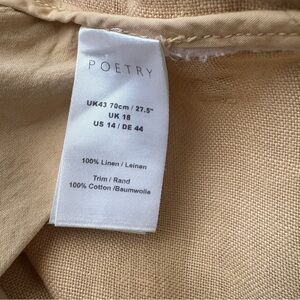 POETRY
UK43 70cm / 27.5"
UK 18
US 14 / DE 44
100% Linen / Leinen
Trim / Rand
100% Cotton /Baumwolle